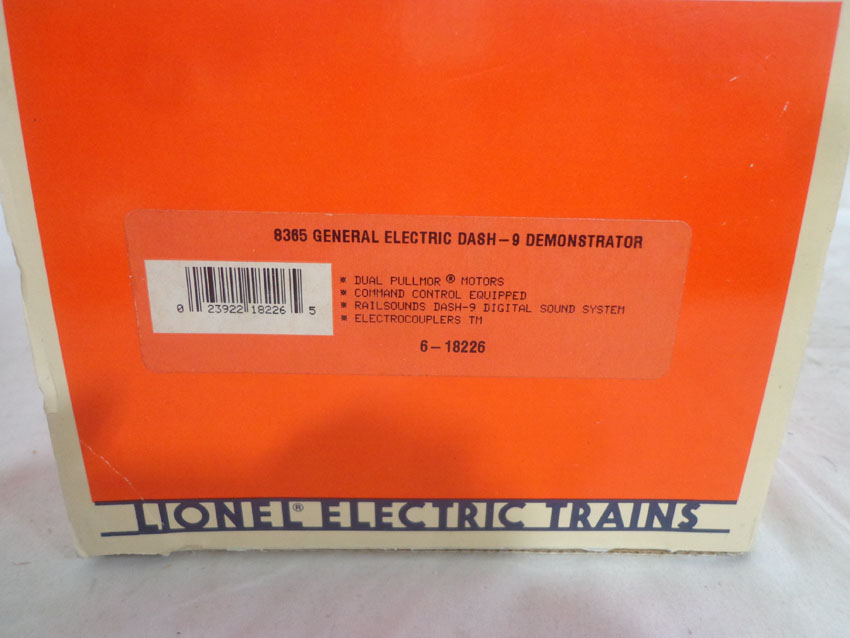 8365 GENERAL ELECTRIC DASH-9 DEMONSTRATOR
* DUAL PULLMOR ® MOTORS
* COMMAND CONTROL EQUIPPED
* RAILSOUNDS DASH-9 DIGITAL SOUND SYSTEM
* ELECTROCOUPLERS TM
0 23922 18226 5
6-18226
LIONEL® ELECTRIC TRAINS